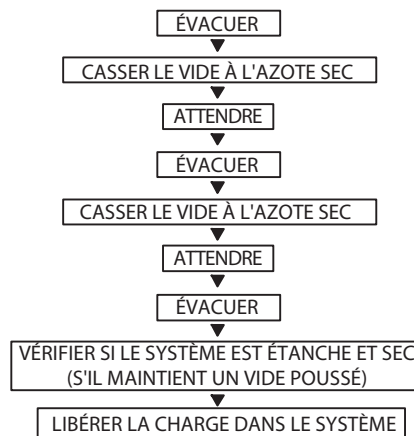 ÉVACUER
CASSER LE VIDE À L'AZOTE SEC
ATTENDRE
ÉVACUER
CASSER LE VIDE À L'AZOTE SEC
ATTENDRE
ÉVACUER
VÉRIFIER SI LE SYSTÈME EST ÉTANCHE ET SEC
(S'IL MAINTIENT UN VIDE POUSSÉ)
LIBÉRER LA CHARGE DANS LE SYSTÈME